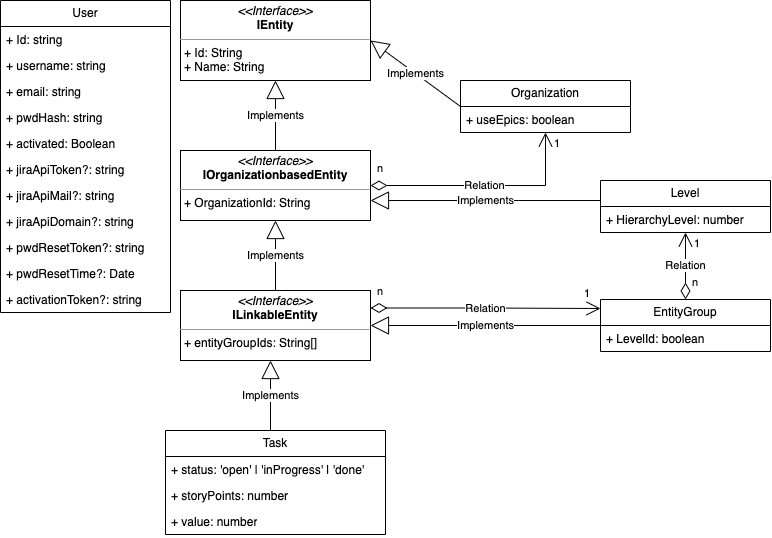 User
+ Id: string
+ username: string
+ email: string
+ pwdHash: string
+ activated: Boolean
+ jiraApiToken?: string
+ jiraApiMail?: string
+ jiraApiDomain?: string
+ pwdResetToken?: string
+ pwdResetTime?: Date
+ activationToken?: string
<<Interface>>
IEntity
+ Id: String
+ Name: String
Implements
Organization
+ useEpics: boolean
Implements
1
<<Interface>>
IOrganizationbasedEntity
+ OrganizationId: String
n
Relation
Implements
Level
+ HierarchyLevel: number
1
Relation
n
Implements
<<Interface>>
ILinkableEntity
+ entityGroupIds: String[]
n
Relation
1
Implements
EntityGroup
+ LevelId: boolean
Implements
Task
+ status: 'open' | 'inProgress' | 'done'
+ storyPoints: number
+ value: number